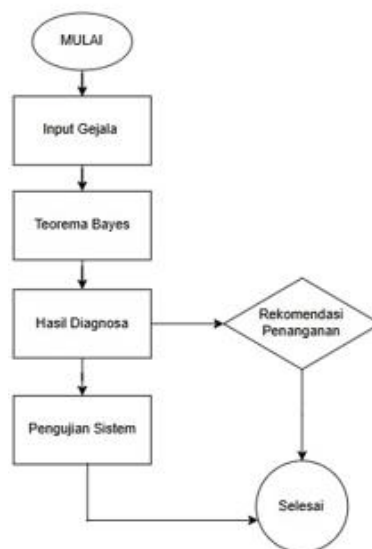 MULAI
Input Gejala
Teorema Bayes
Hasil Diagnosa
Rekomendasi
Penanganan
Pengujian Sistem
Selesai